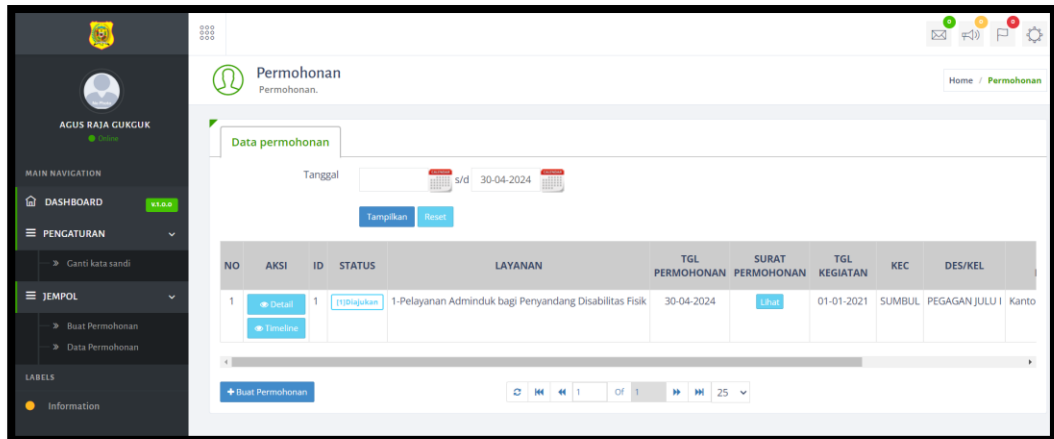 0 0 0
AGUS RAJA GUKGUK
Online
MAIN NAVIGATION
DASHBOARD v.1.0.0
PENGATURAN
Ganti kata sandi
JEMPOL
Buat Permohonan
Data Permohonan
LABELS
Information
Permohonan
Permohonan.
Home / Permohonan
Data permohonan
Tanggal s/d 30-04-2024
Tampilkan Reset
NO AKSI ID STATUS LAYANAN TGL PERMOHONAN SURAT PERMOHONAN TGL KEGIATAN KEC DES/KEL
1 Detail 1 [1]Diajukan 1-Pelayanan Adminduk bagi Penyandang Disabilitas Fisik 30-04-2024 Lihat 01-01-2021 SUMBUL PEGAGAN JULU I Kanto
Timeline
+ Buat Permohonan 1 Of 1 25